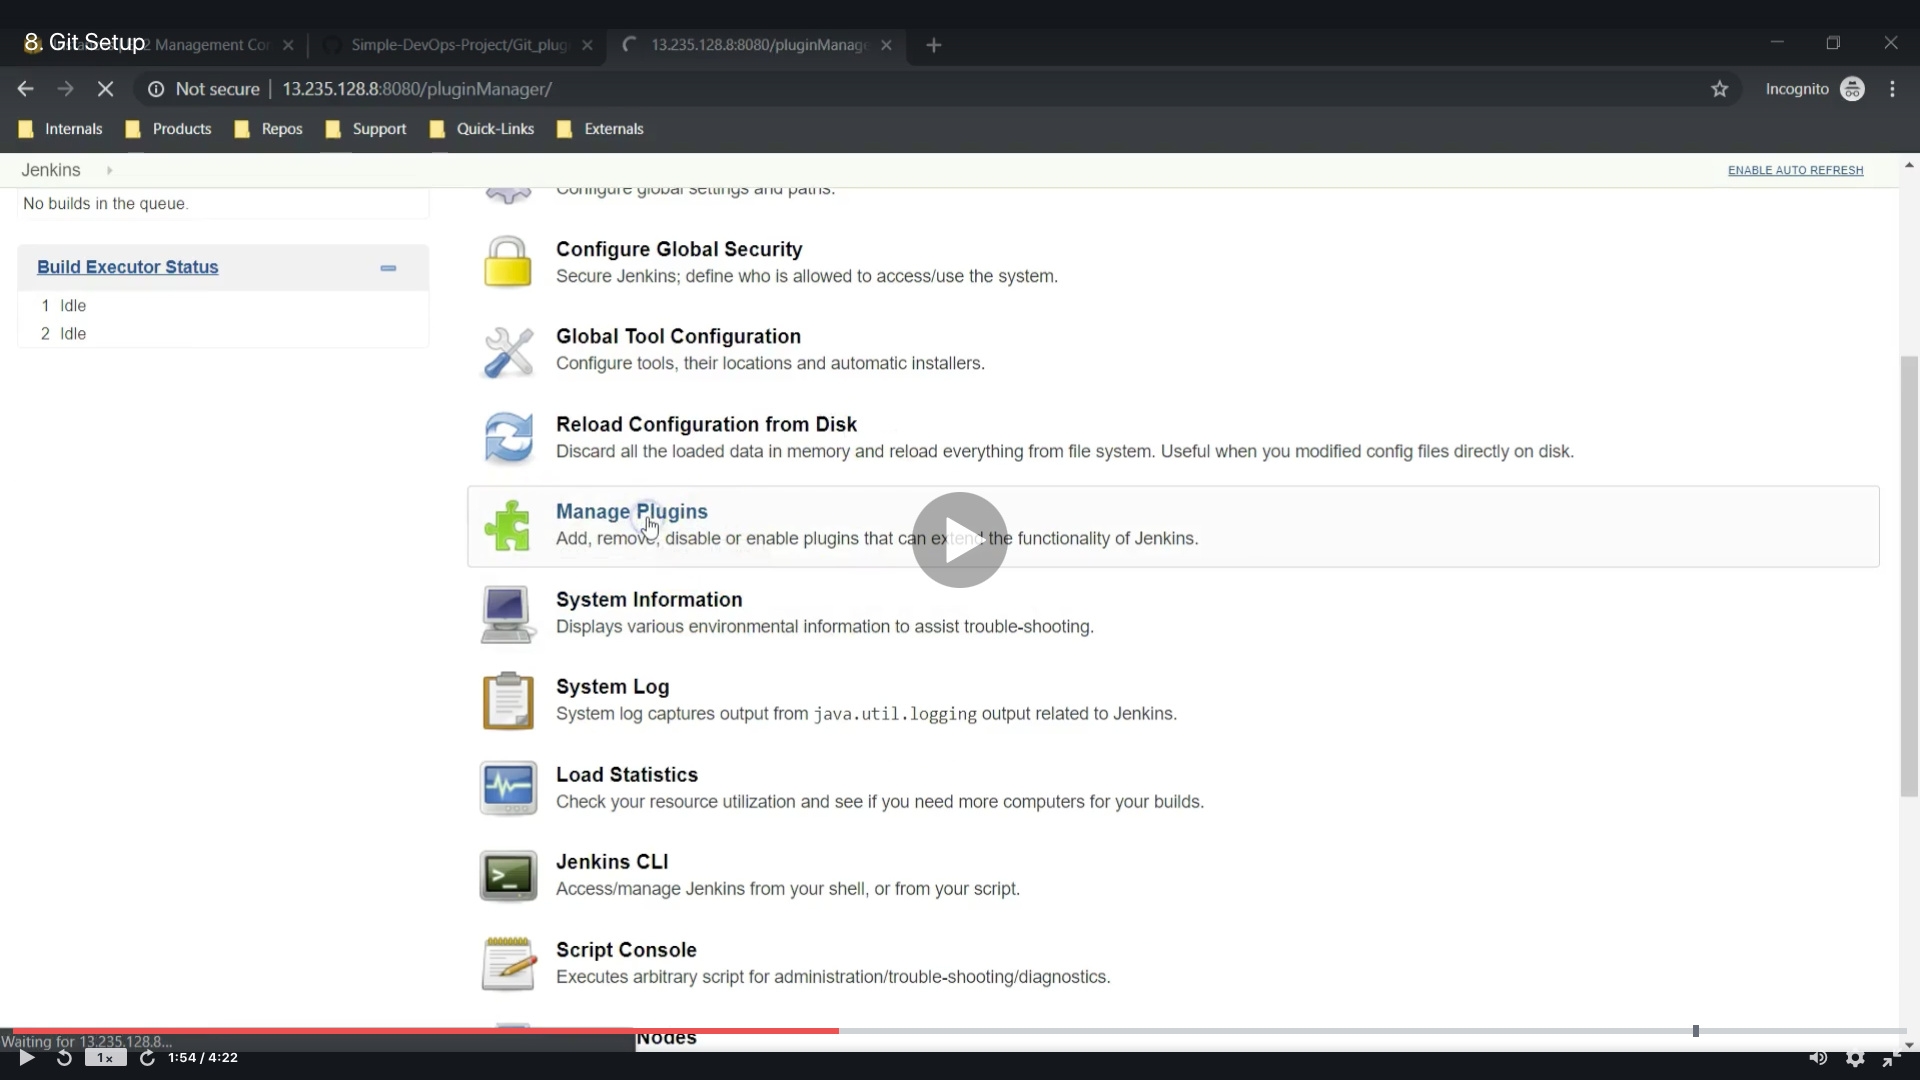 8. Git Setup
2 Management Co
Simple-DevOps-Project/Git_plug
13.235.128.8:8080/pluginManage
Not secure | 13.235.128.8:8080/pluginManager/
Incognito
Internals Products Repos Support Quick-Links Externals
Jenkins
ENABLE AUTO REFRESH
Configure global settings and paths.
No builds in the queue.
Build Executor Status
1 Idle
2 Idle
Configure Global Security
Secure Jenkins; define who is allowed to access/use the system.
Global Tool Configuration
Configure tools, their locations and automatic installers.
Reload Configuration from Disk
Discard all the loaded data in memory and reload everything from file system. Useful when you modified config files directly on disk.
Manage Plugins
Add, remove, disable or enable plugins that can extend the functionality of Jenkins.
System Information
Displays various environmental information to assist trouble-shooting.
System Log
System log captures output from java.util.logging output related to Jenkins.
Load Statistics
Check your resource utilization and see if you need more computers for your builds.
Jenkins CLI
Access/manage Jenkins from your shell, or from your script.
Script Console
Executes arbitrary script for administration/trouble-shooting/diagnostics.
Nodes
Waiting for 13.235.128.8...
1x
1:54 / 4:22